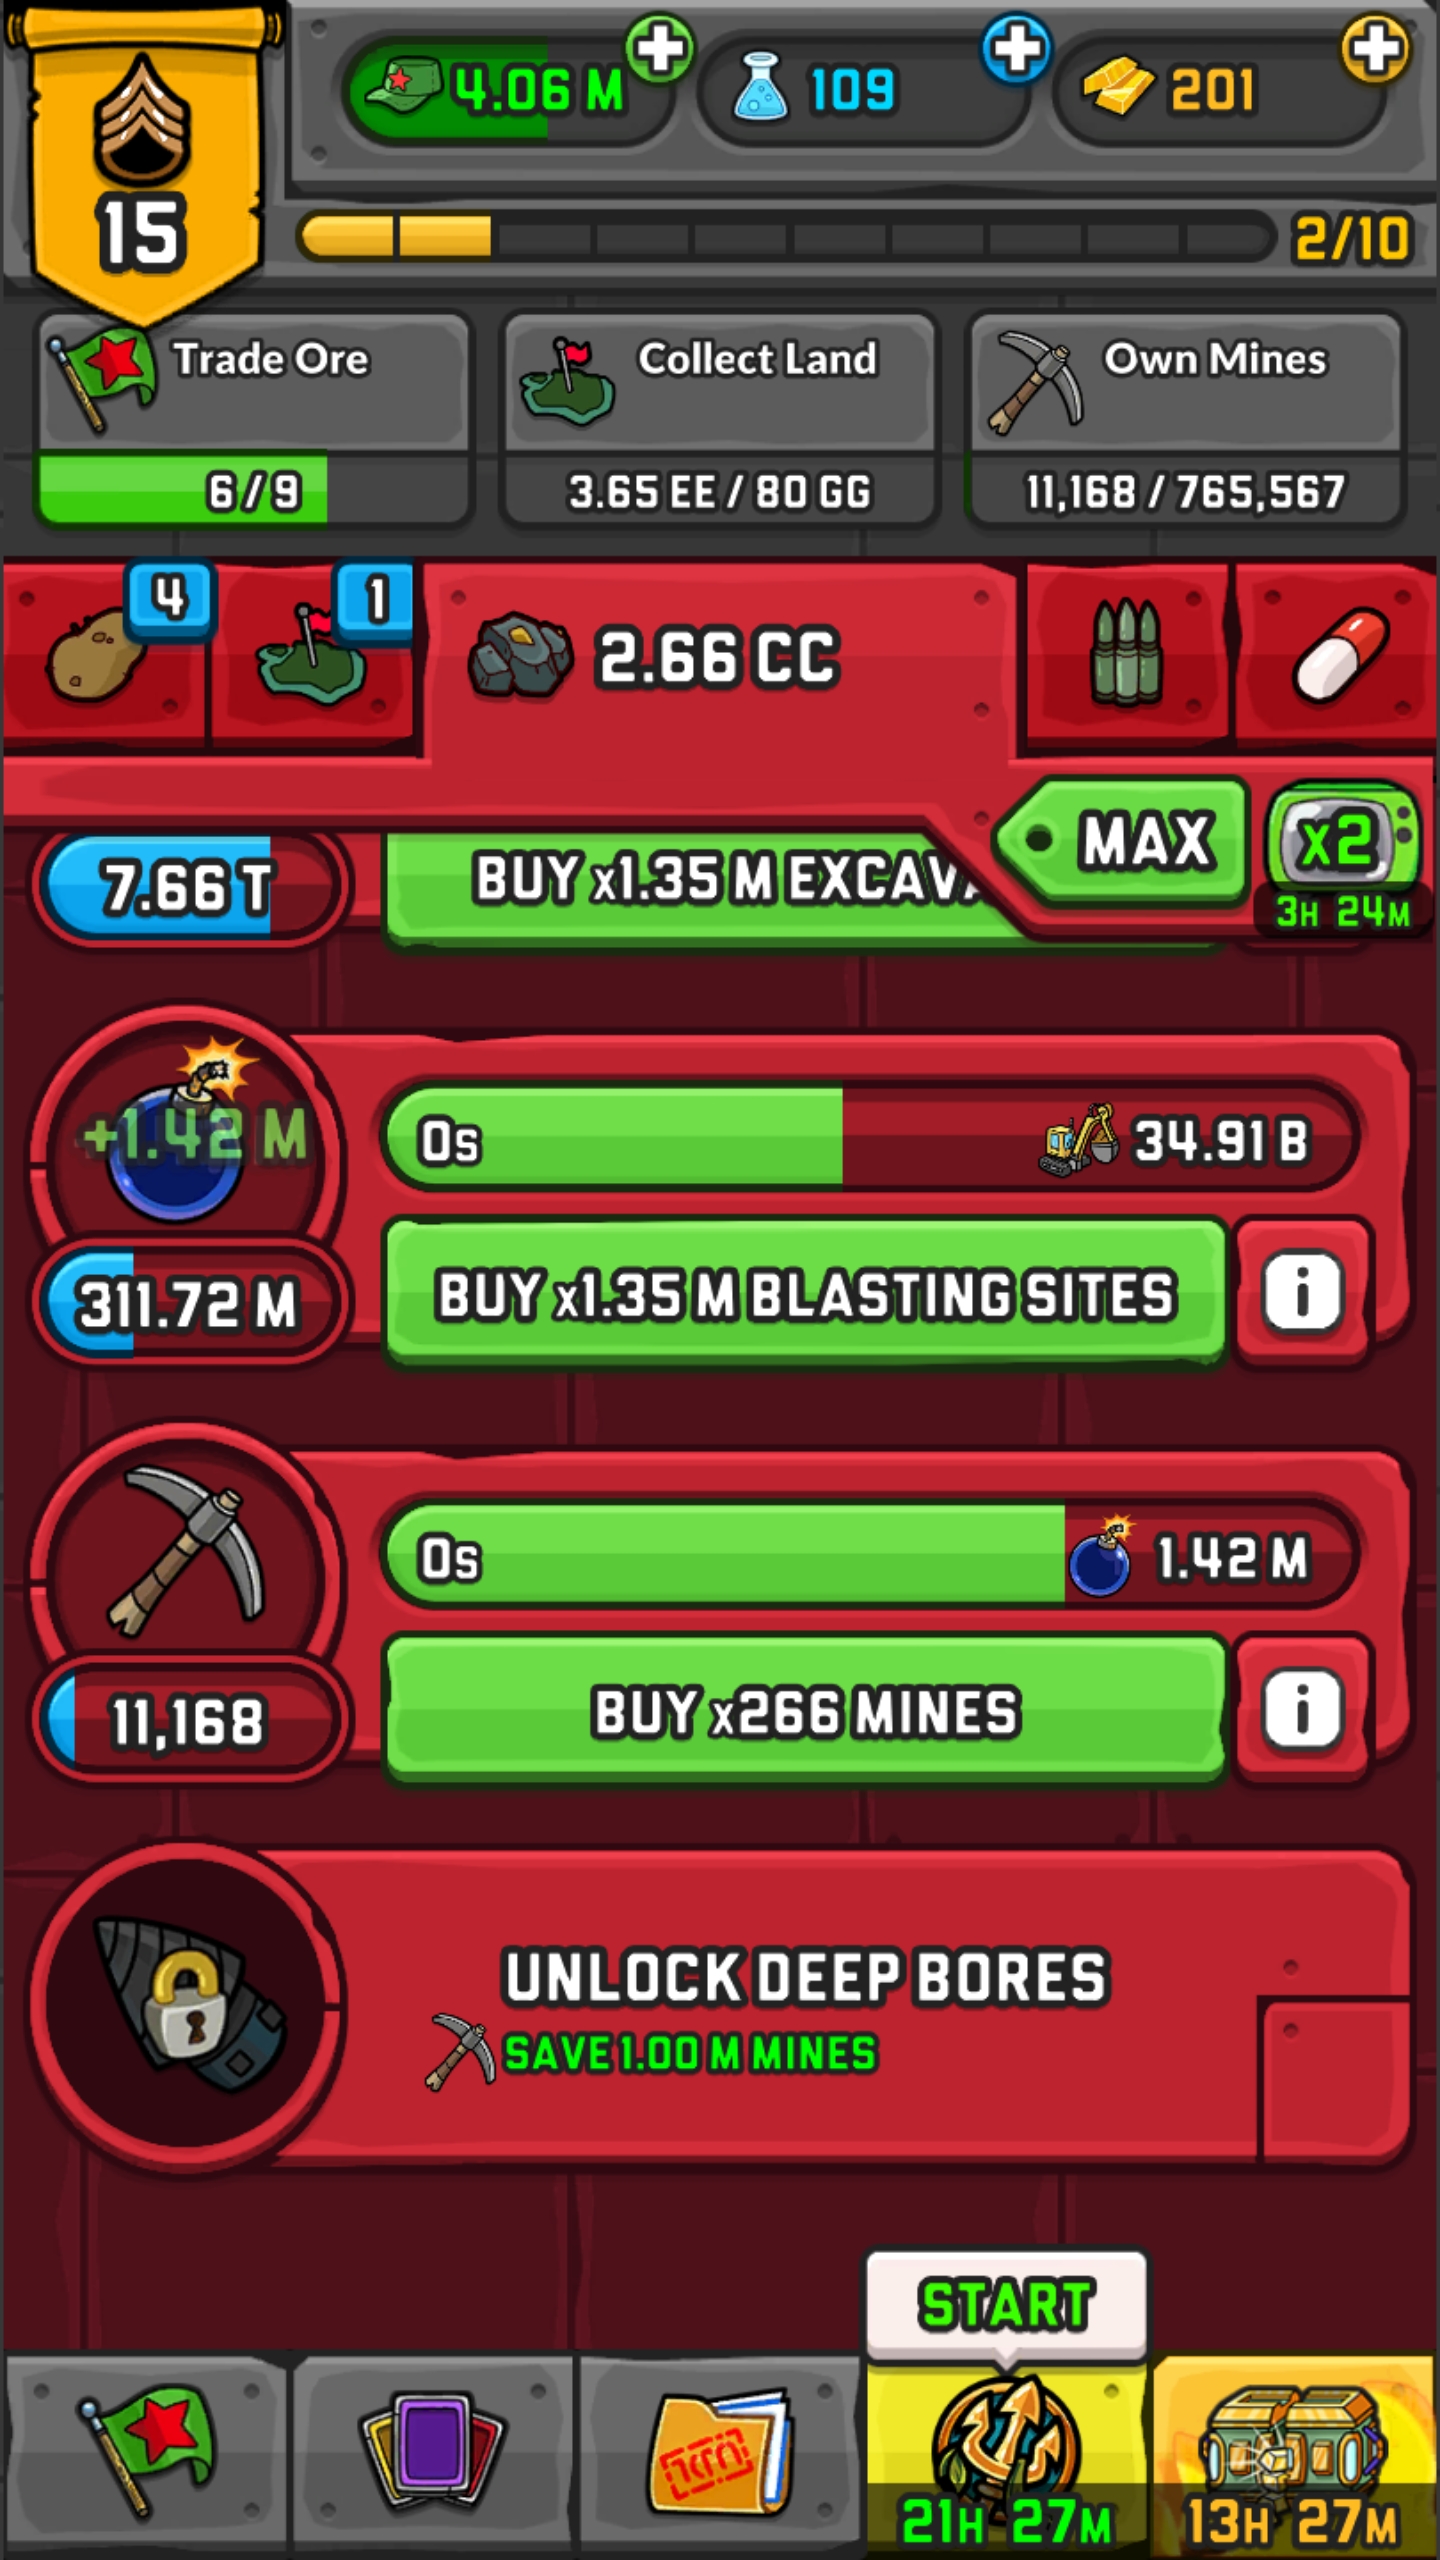 4.06 M
109
201
15
2/10
Trade Ore
Collect Land
Own Mines
6/9
3.65 EE / 80 GG
11,168 / 765,567
4
1
2.66 CC
MAX
x2
3H 24M
7.66 T
BUY x1.35 M
+1.42 M
0s
34.91 B
311.72 M
BUY x1.35 M BLASTING SITES
i
0s
1.42 M
11,168
BUY x266 MINES
i
UNLOCK DEEP BORES
SAVE 1.00 M MINES
START
21H 27M
13H 27M